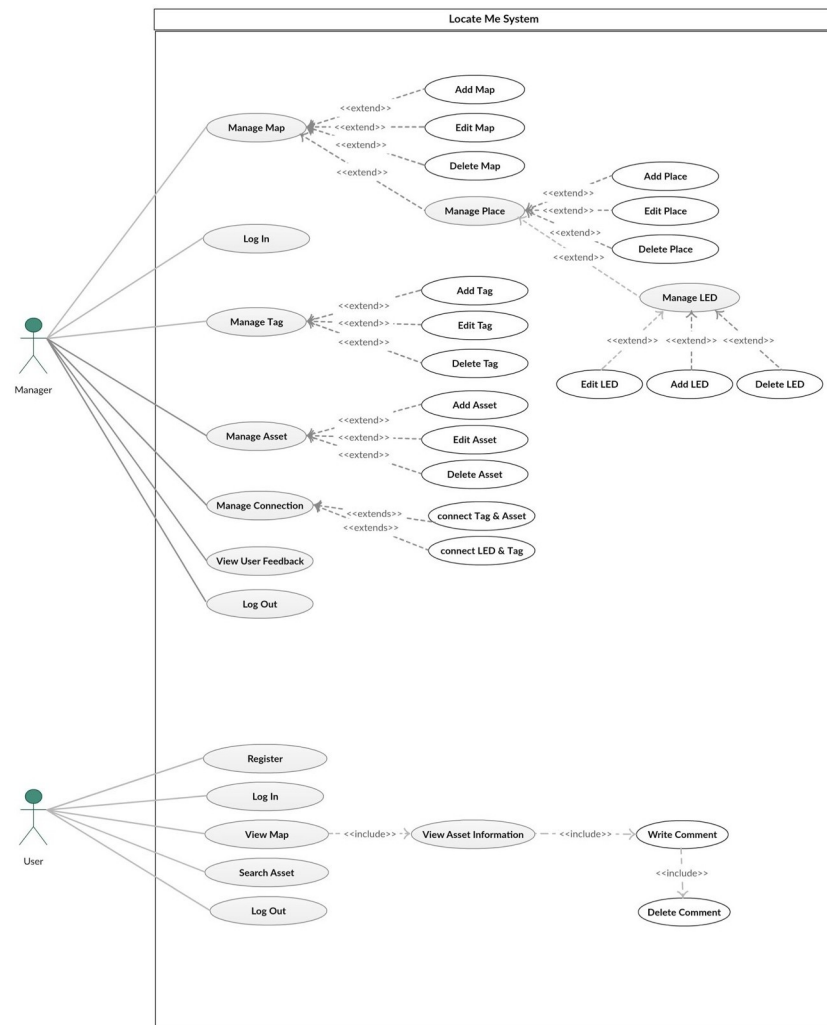 Locate Me System
Add Map
<<extend>>
Manage Map
<<extend>>
Edit Map
<<extend>>
Delete Map
<<extend>>
Add Place
<<extend>>
Manage Place
<<extend>>
Edit Place
<<extend>>
Delete Place
<<extend>>
Log In
Add Tag
<<extend>>
Manage Tag
<<extend>>
Edit Tag
<<extend>>
Delete Tag
Manage LED
<<extend>>
<<extend>>
<<extend>>
Edit LED
Add LED
Delete LED
Manager
Add Asset
<<extend>>
Manage Asset
<<extend>>
Edit Asset
<<extend>>
Delete Asset
Manage Connection
<<extends>>
connect Tag & Asset
<<extends>>
connect LED & Tag
View User Feedback
Log Out
Register
Log In
View Map
<<include>>
View Asset Information
<<include>>
Write Comment
User
Search Asset
<<include>>
Log Out
Delete Comment